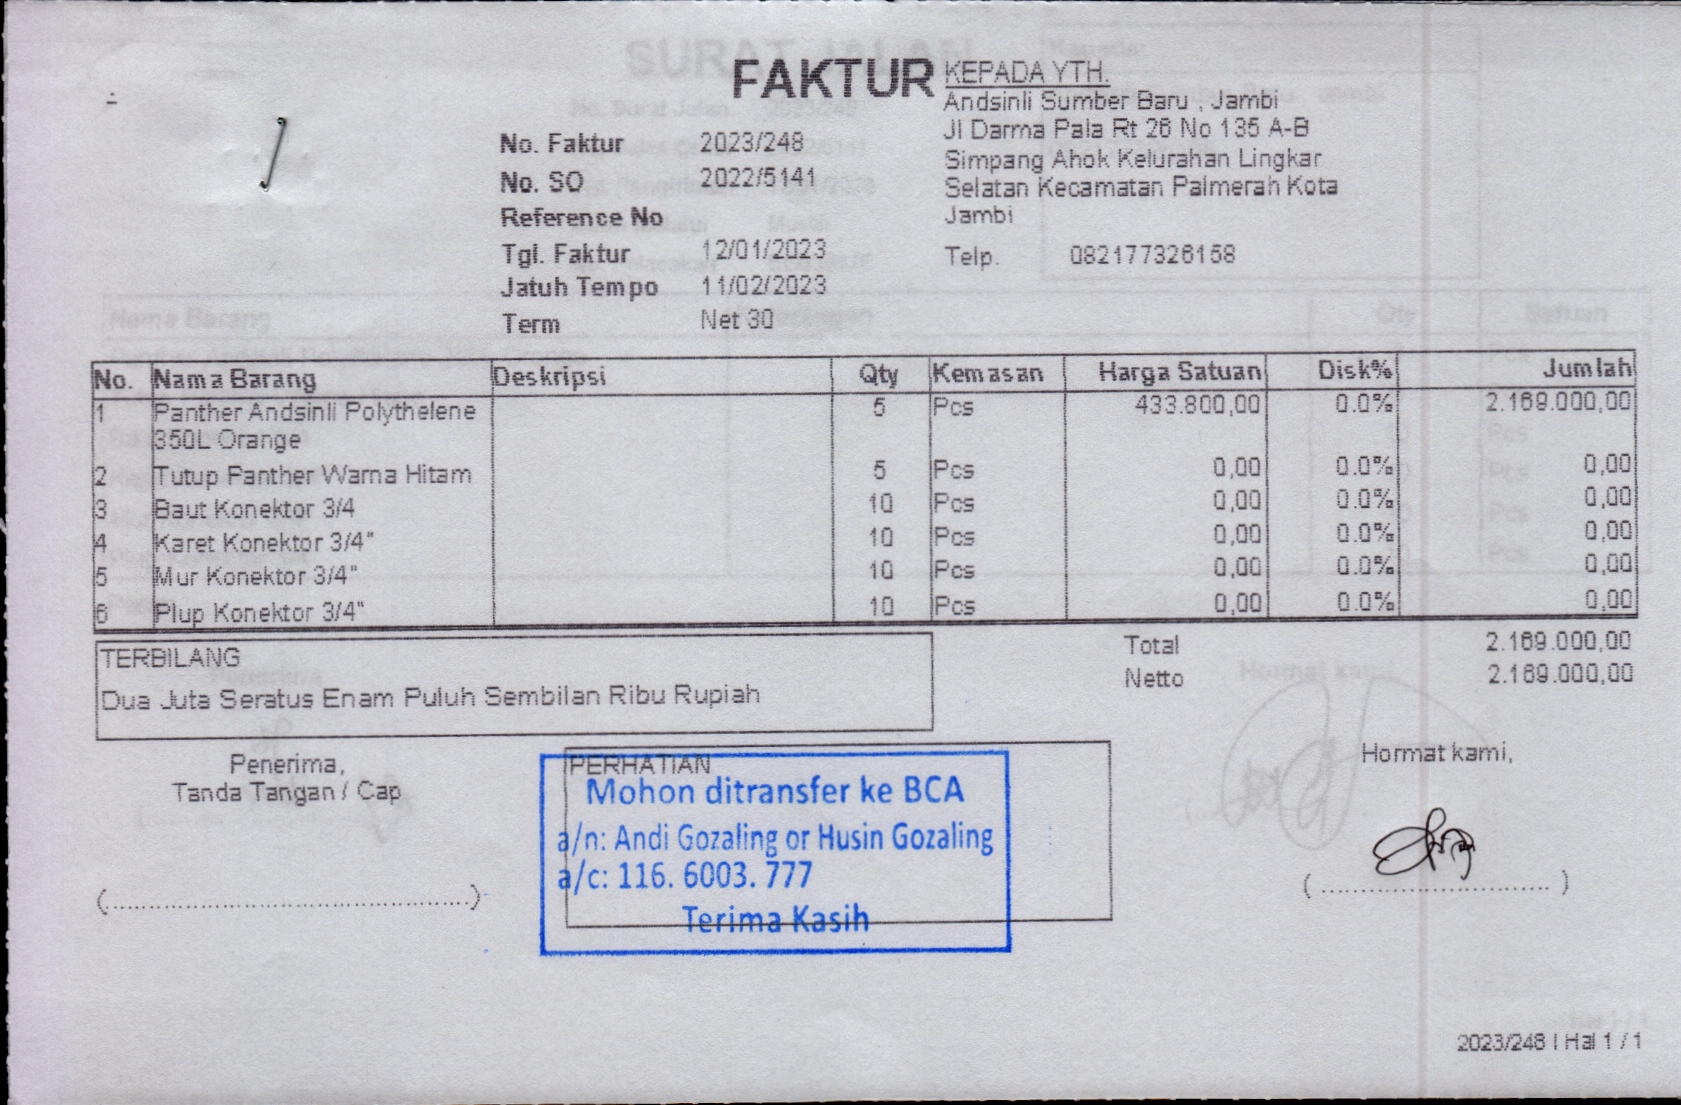 FAKTUR
No. Faktur 2023/248
No. SO 2022/5141
Reference No
Tgl. Faktur 12/01/2023
Jatuh Tempo 11/02/2023
Term Net 30
KEPADA YTH.
Andsinli Sumber Baru , Jambi
Jl Darma Pala Rt 26 No 135 A-B
Simpang Ahok Kelurahan Lingkar
Selatan Kecamatan Palmerah Kota
Jambi
Telp. 082177326158
No. Nama Barang Deskripsi Qty Kemasan Harga Satuan Disk% Jumlah
1 Panther Andsinli Polythelene 5 Pcs 433.800,00 0.0% 2.169.000,00
350L Orange
2 Tutup Panther Warna Hitam 5 Pcs 0,00 0.0% 0,00
3 Baut Konektor 3/4 10 Pcs 0,00 0.0% 0,00
4 Karet Konektor 3/4" 10 Pcs 0,00 0.0% 0,00
5 Mur Konektor 3/4" 10 Pcs 0,00 0.0% 0,00
6 Plup Konektor 3/4" 10 Pcs 0,00 0.0% 0,00
Total 2.169.000,00
Netto 2.169.000,00
TERBILANG
Dua Juta Seratus Enam Puluh Sembilan Ribu Rupiah
Penerima,
Tanda Tangan / Cap
PERHATIAN
Mohon ditransfer ke BCA
a/n: Andi Gozaling or Husin Gozaling
a/c: 116. 6003. 777
Terima Kasih
Hormat kami,
2023/248 | Hal 1 / 1